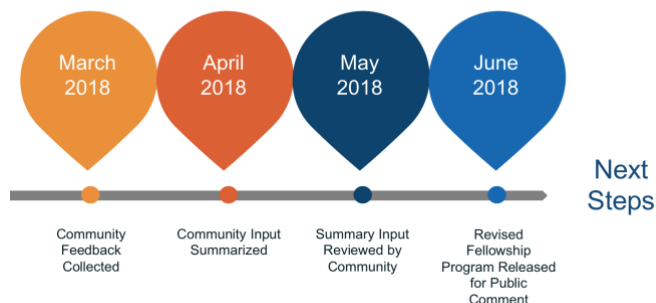 March
2018
April
2018
May
2018
June
2018
Next
Steps
Community
Feedback
Collected
Community Input
Summarized
Summary Input
Reviewed by
Community
Revised
Fellowship
Program Released
for Public
Comment